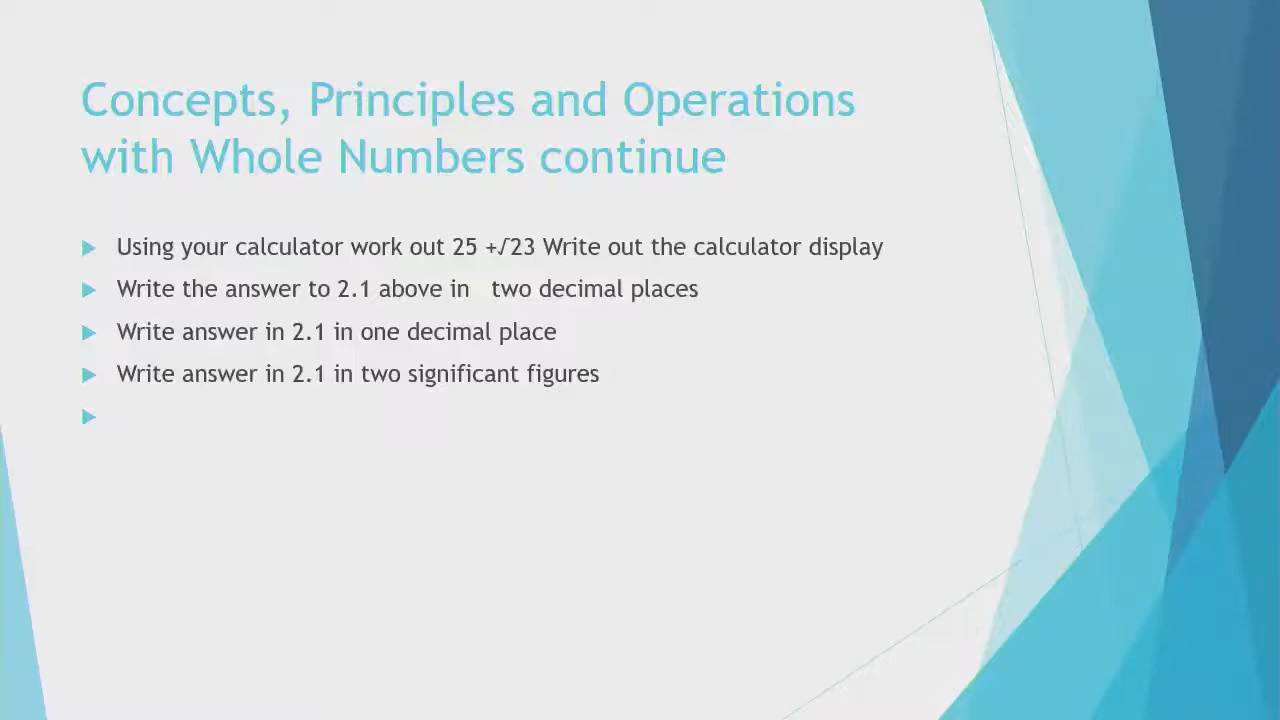 Concepts, Principles and Operations
with Whole Numbers continue
Using your calculator work out 25 +√23 Write out the calculator display
Write the answer to 2.1 above in two decimal places
Write answer in 2.1 in one decimal place
Write answer in 2.1 in two significant figures